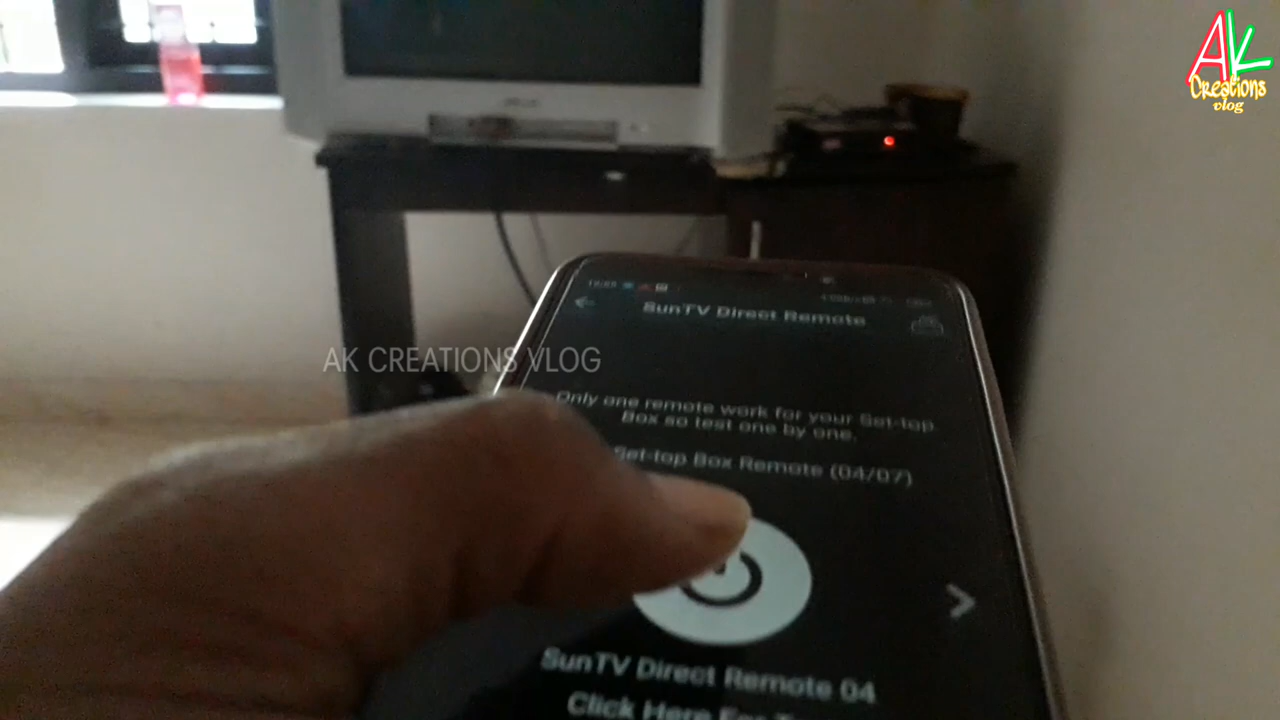 AK
Creations
vlog
SunTV Direct Remote
AK CREATIONS VLOG
Only one remote work for your Set-top
Box so test one by one.
Set-top Box Remote (04/07)
SunTV Direct Remote 04
Click Here For